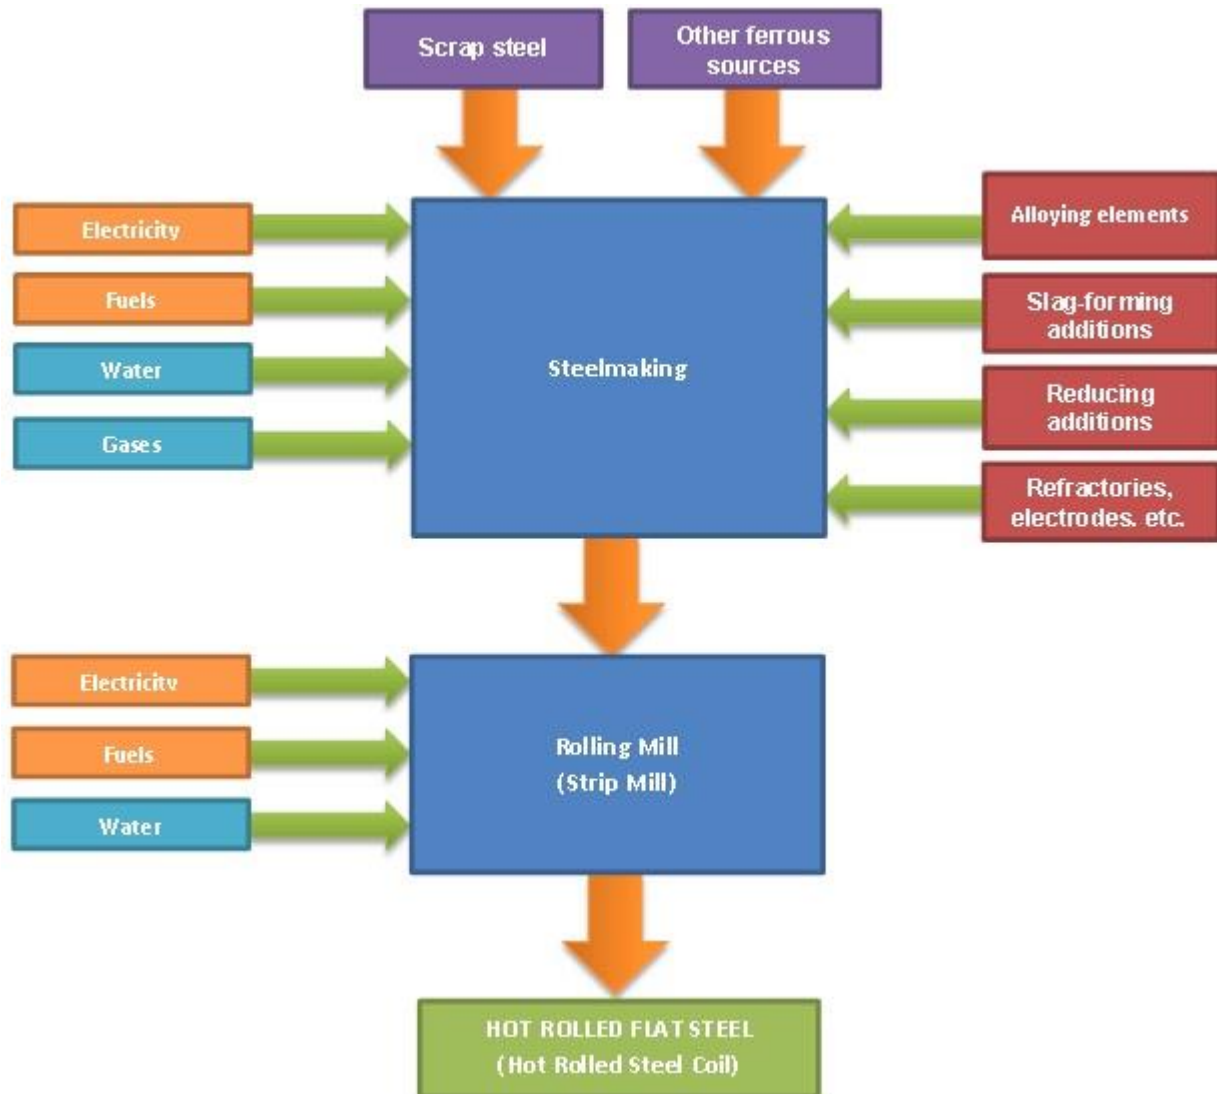 Scrap steel
Other ferrous
sources
Electricity
Fuels
Water
Gases
Steelmaking
Alloying elements
Slag-forming
additions
Reducing
additions
Refractories,
electrodes. etc.
Electricity
Fuels
Water
Rolling Mill
(Strip Mill)
HOT ROLLED FLAT STEEL
(Hot Rolled Steel Coil)